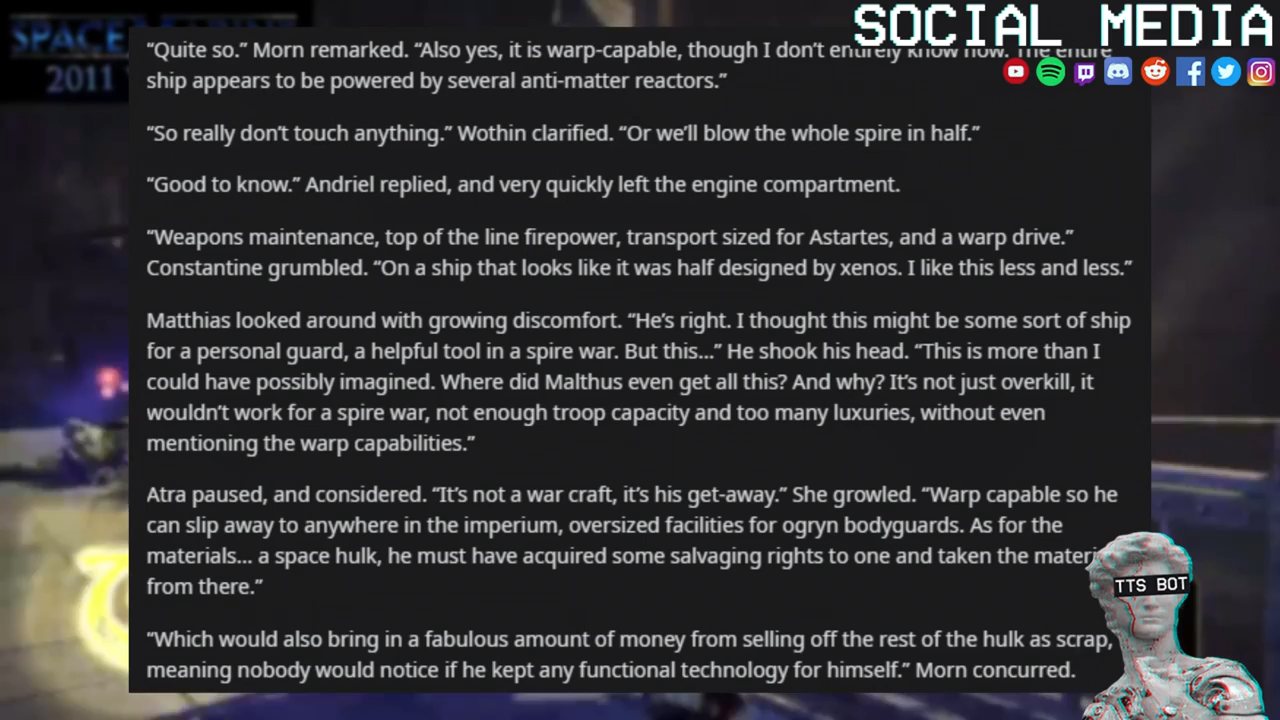 SPACE
2011
SOCIAL MEDIA
“Quite so.” Morn remarked. “Also yes, it is warp-capable, though I don’t entirely know how. The entire
ship appears to be powered by several anti-matter reactors.”
“So really don’t touch anything.” Wothin clarified. “Or we’ll blow the whole spire in half.”
“Good to know.” Andriel replied, and very quickly left the engine compartment.
“Weapons maintenance, top of the line firepower, transport sized for Astartes, and a warp drive.”
Constantine grumbled. “On a ship that looks like it was half designed by xenos. I like this less and less.”
Matthias looked around with growing discomfort. “He’s right. I thought this might be some sort of ship
for a personal guard, a helpful tool in a spire war. But this...” He shook his head. “This is more than I
could have possibly imagined. Where did Malthus even get all this? And why? It’s not just overkill, it
wouldn’t work for a spire war, not enough troop capacity and too many luxuries, without even
mentioning the warp capabilities.”
Atra paused, and considered. “It’s not a war craft, it’s his get-away.” She growled. “Warp capable so he
can slip away to anywhere in the imperium, oversized facilities for ogryn bodyguards. As for the
materials... a space hulk, he must have acquired some salvaging rights to one and taken the materi
from there.”
“Which would also bring in a fabulous amount of money from selling off the rest of the hulk as scrap,
meaning nobody would notice if he kept any functional technology for himself.” Morn concurred.
TTS BOT